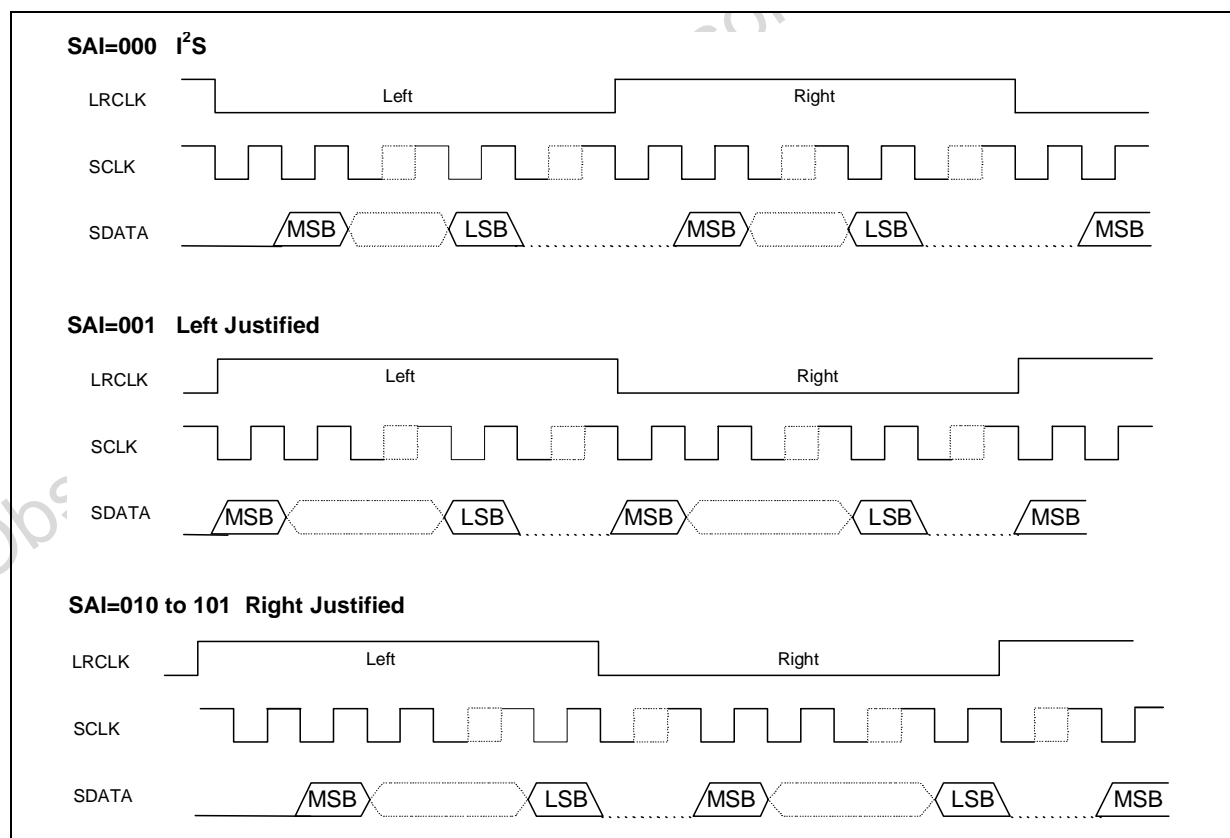 SAI=000 I²S
LRCLK Left Right
SCLK
SDATA MSB LSB MSB LSB MSB
SAI=001 Left Justified
LRCLK Left Right
SCLK
SDATA MSB LSB MSB LSB MSB
SAI=010 to 101 Right Justified
LRCLK Left Right
SCLK
SDATA MSB LSB MSB LSB MSB